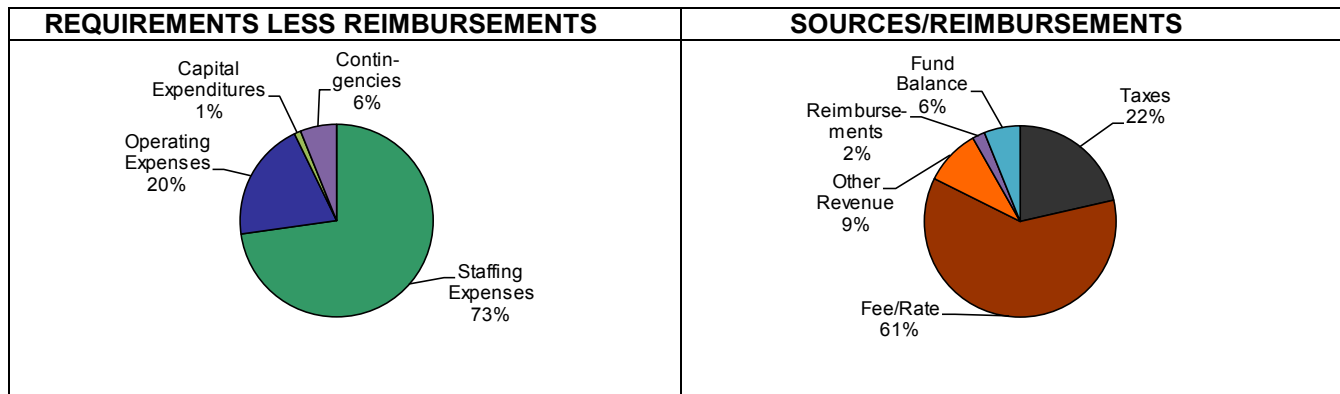 REQUIREMENTS LESS REIMBURSEMENTS
Capital
Expenditures
1%
Contin-
gencies
6%
Operating
Expenses
20%
Staffing
Expenses
73%
SOURCES/REIMBURSEMENTS
Fund
Balance
6%
Taxes
22%
Reimburse-
ments
2%
Other
Revenue
9%
Fee/Rate
61%